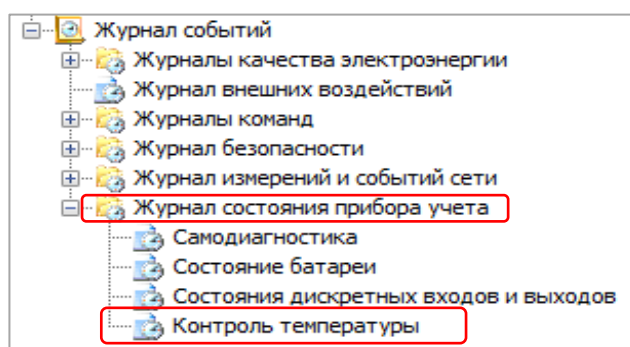 Журнал событий
Журналы качества электроэнергии
Журнал внешних воздействий
Журналы команд
Журнал безопасности
Журнал измерений и событий сети
Журнал состояния прибора учета
Самодиагностика
Состояние батареи
Состояния дискретных входов и выходов
Контроль температуры